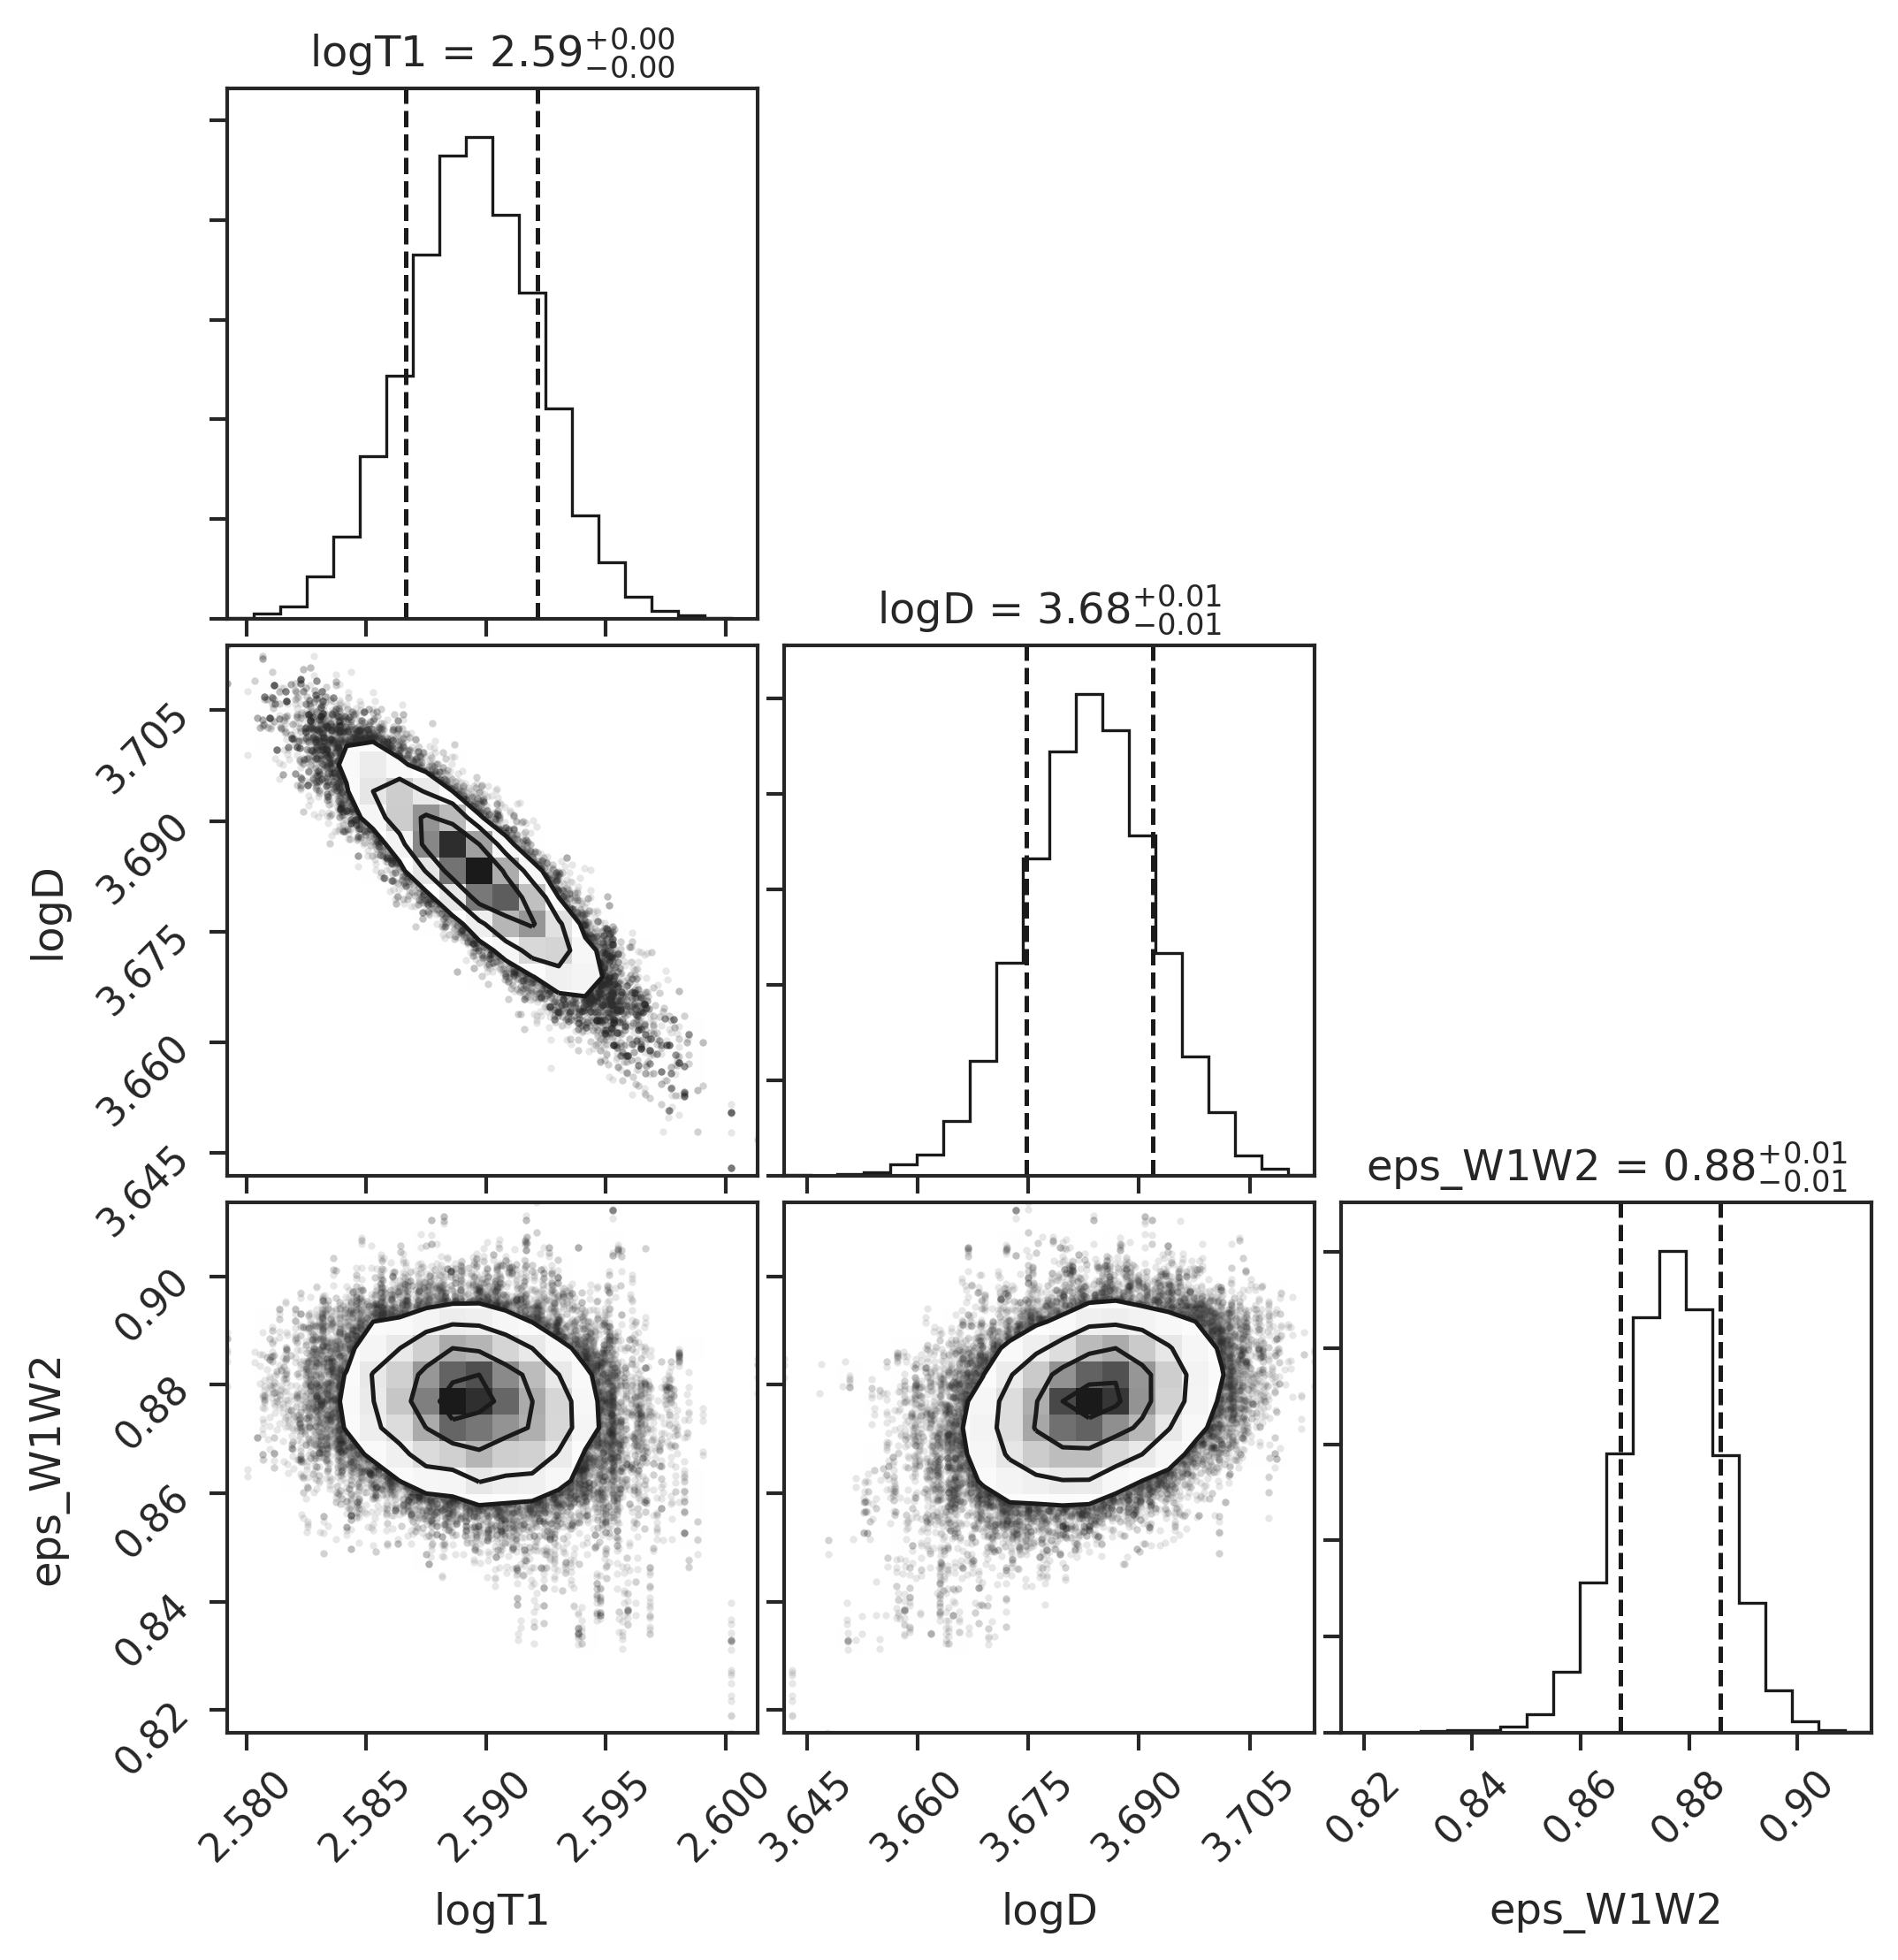 logT1 = 2.59 +0.00 −0.00
logD = 3.68 +0.01 −0.01
3.705
3.690
3.675
3.660
3.645
logD
eps_W1W2 = 0.88 +0.01 −0.01
0.90
0.88
0.86
0.84
0.82
eps_W1W2
2.580 2.585 2.590 2.595 2.600
3.645 3.660 3.675 3.690 3.705
0.82 0.84 0.86 0.88 0.90
logT1
logD
eps_W1W2